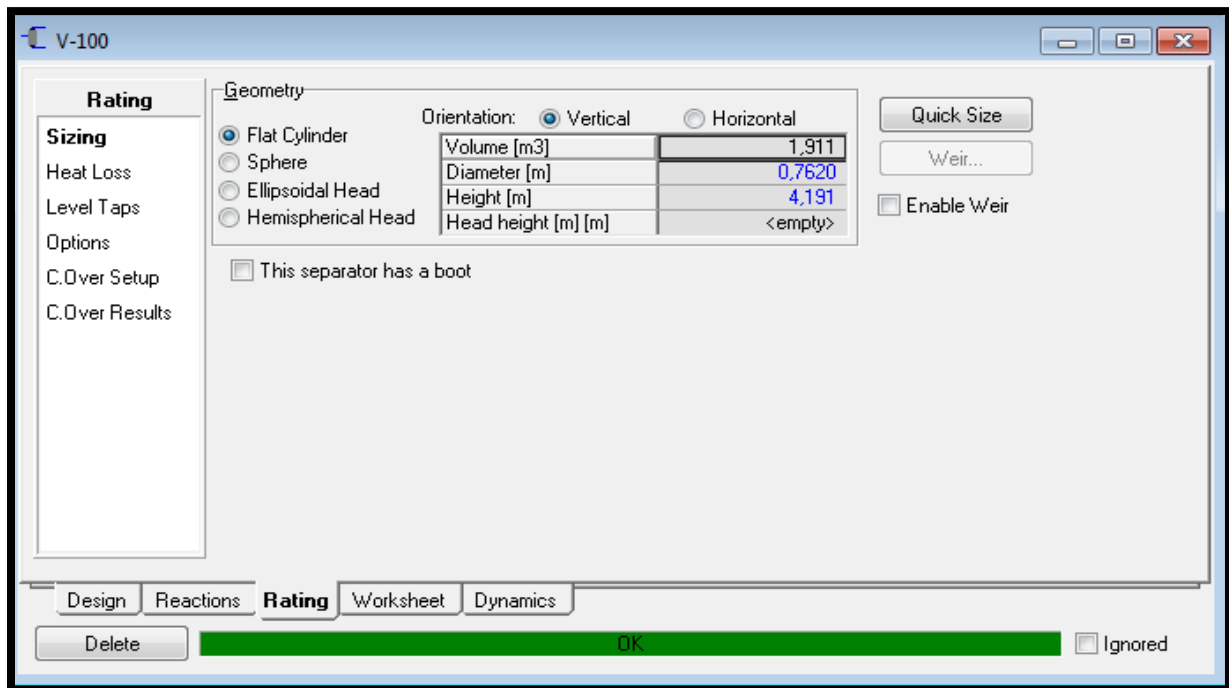 V-100
Rating
Sizing
Heat Loss
Level Taps
Options
C.Over Setup
C.Over Results
Geometry
Orientation: Vertical Horizontal
Flat Cylinder
Sphere
Ellipsoidal Head
Hemispherical Head
Volume [m3] 1,911
Diameter [m] 0,7620
Height [m] 4,191
Head height [m] [m] <empty>
This separator has a boot
Quick Size
Weir...
Enable Weir
Design Reactions Rating Worksheet Dynamics
Delete OK Ignored